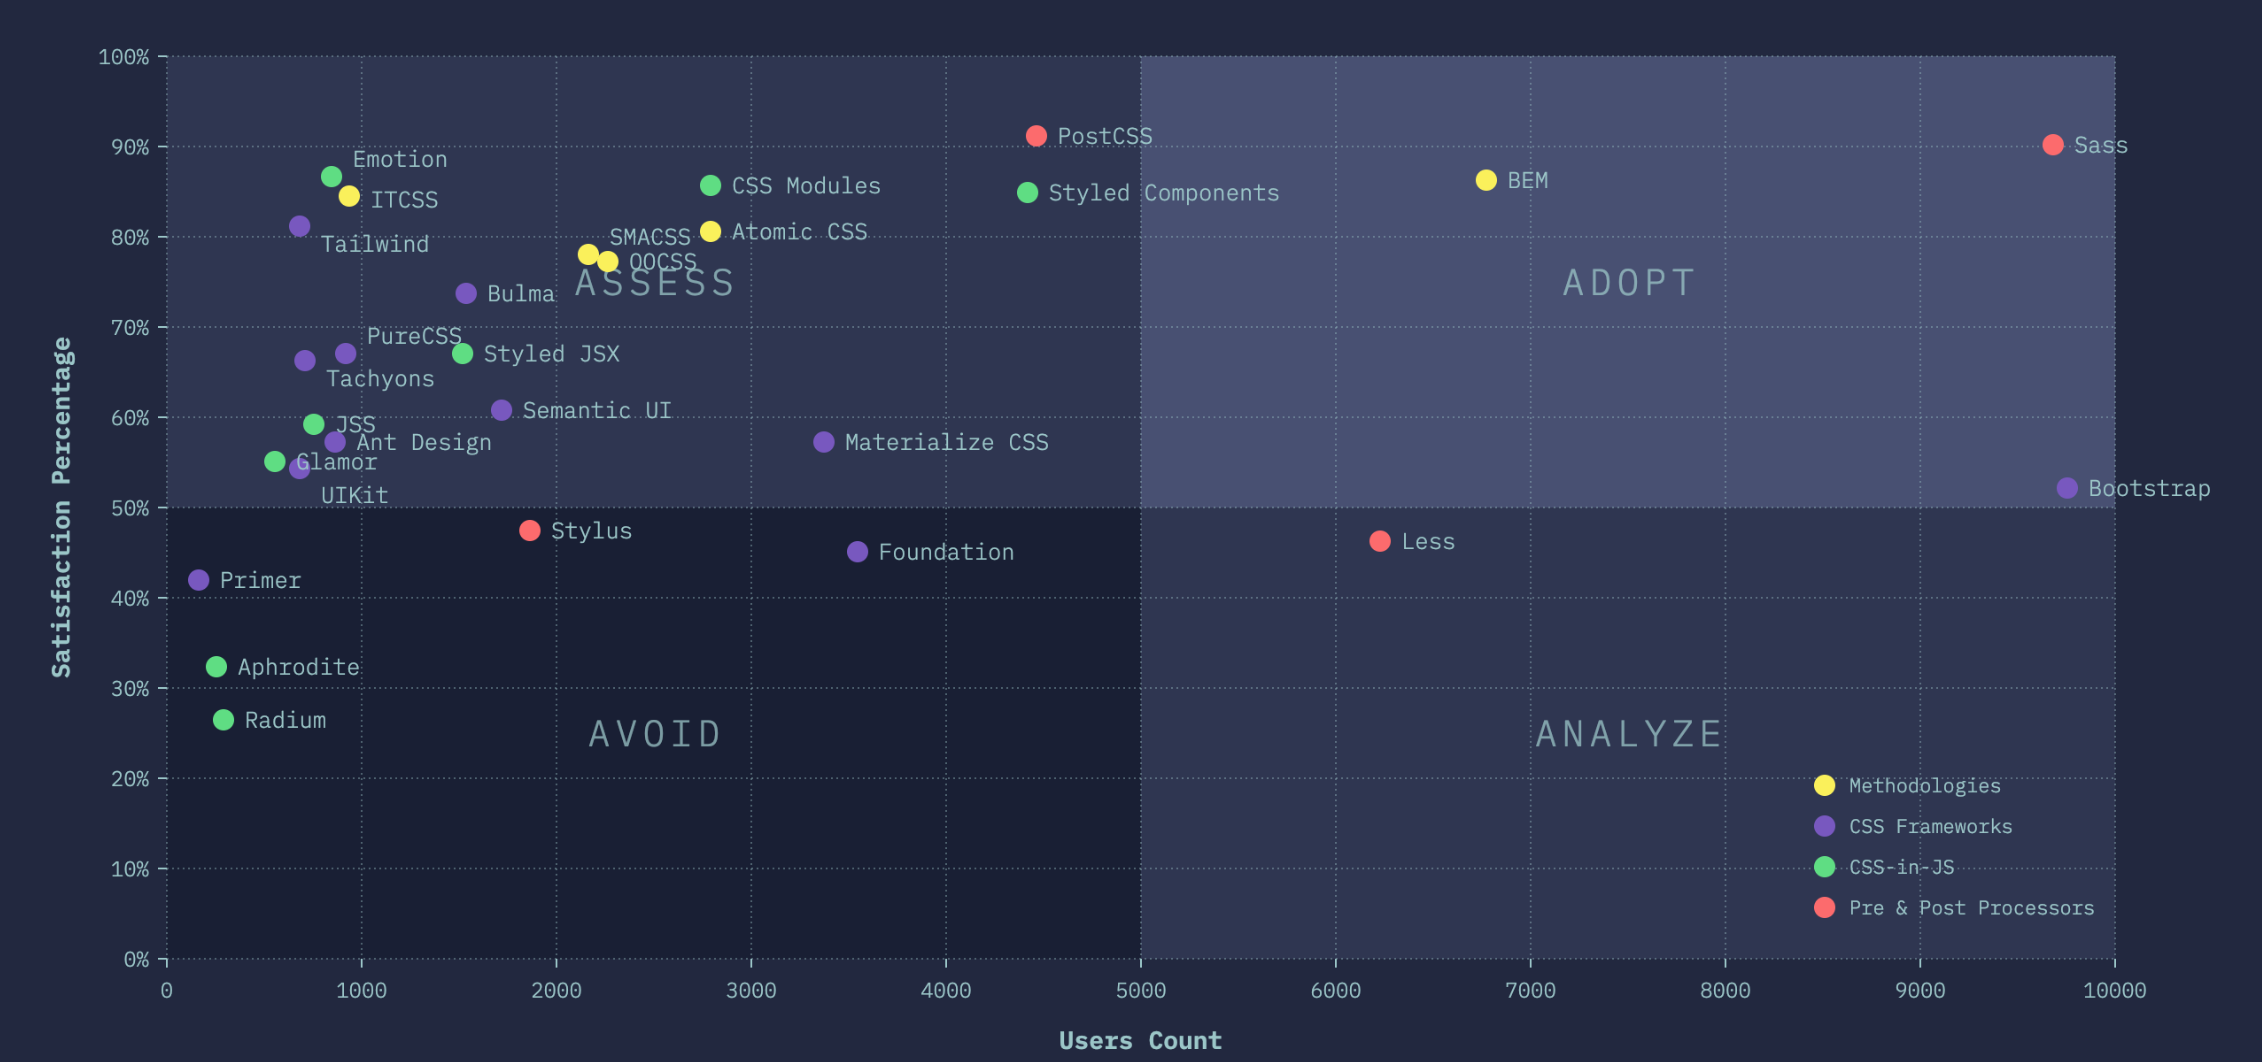 100%
90%
80%
70%
60%
50%
40%
30%
20%
10%
0%
Satisfaction Percentage
PostCSS
Sass
Emotion
BEM
CSS Modules
Styled Components
ITCSS
Atomic CSS
SMACSS
Tailwind
OOCSS
ASSESS
ADOPT
Bulma
PureCSS
Styled JSX
Tachyons
Semantic UI
JSS
Ant Design
Materialize CSS
Glamor
Bootstrap
UIKit
Stylus
Less
Foundation
Primer
Aphrodite
Radium
AVOID
ANALYZE
Methodologies
CSS Frameworks
CSS-in-JS
Pre & Post Processors
0 1000 2000 3000 4000 5000 6000 7000 8000 9000 10000
Users Count